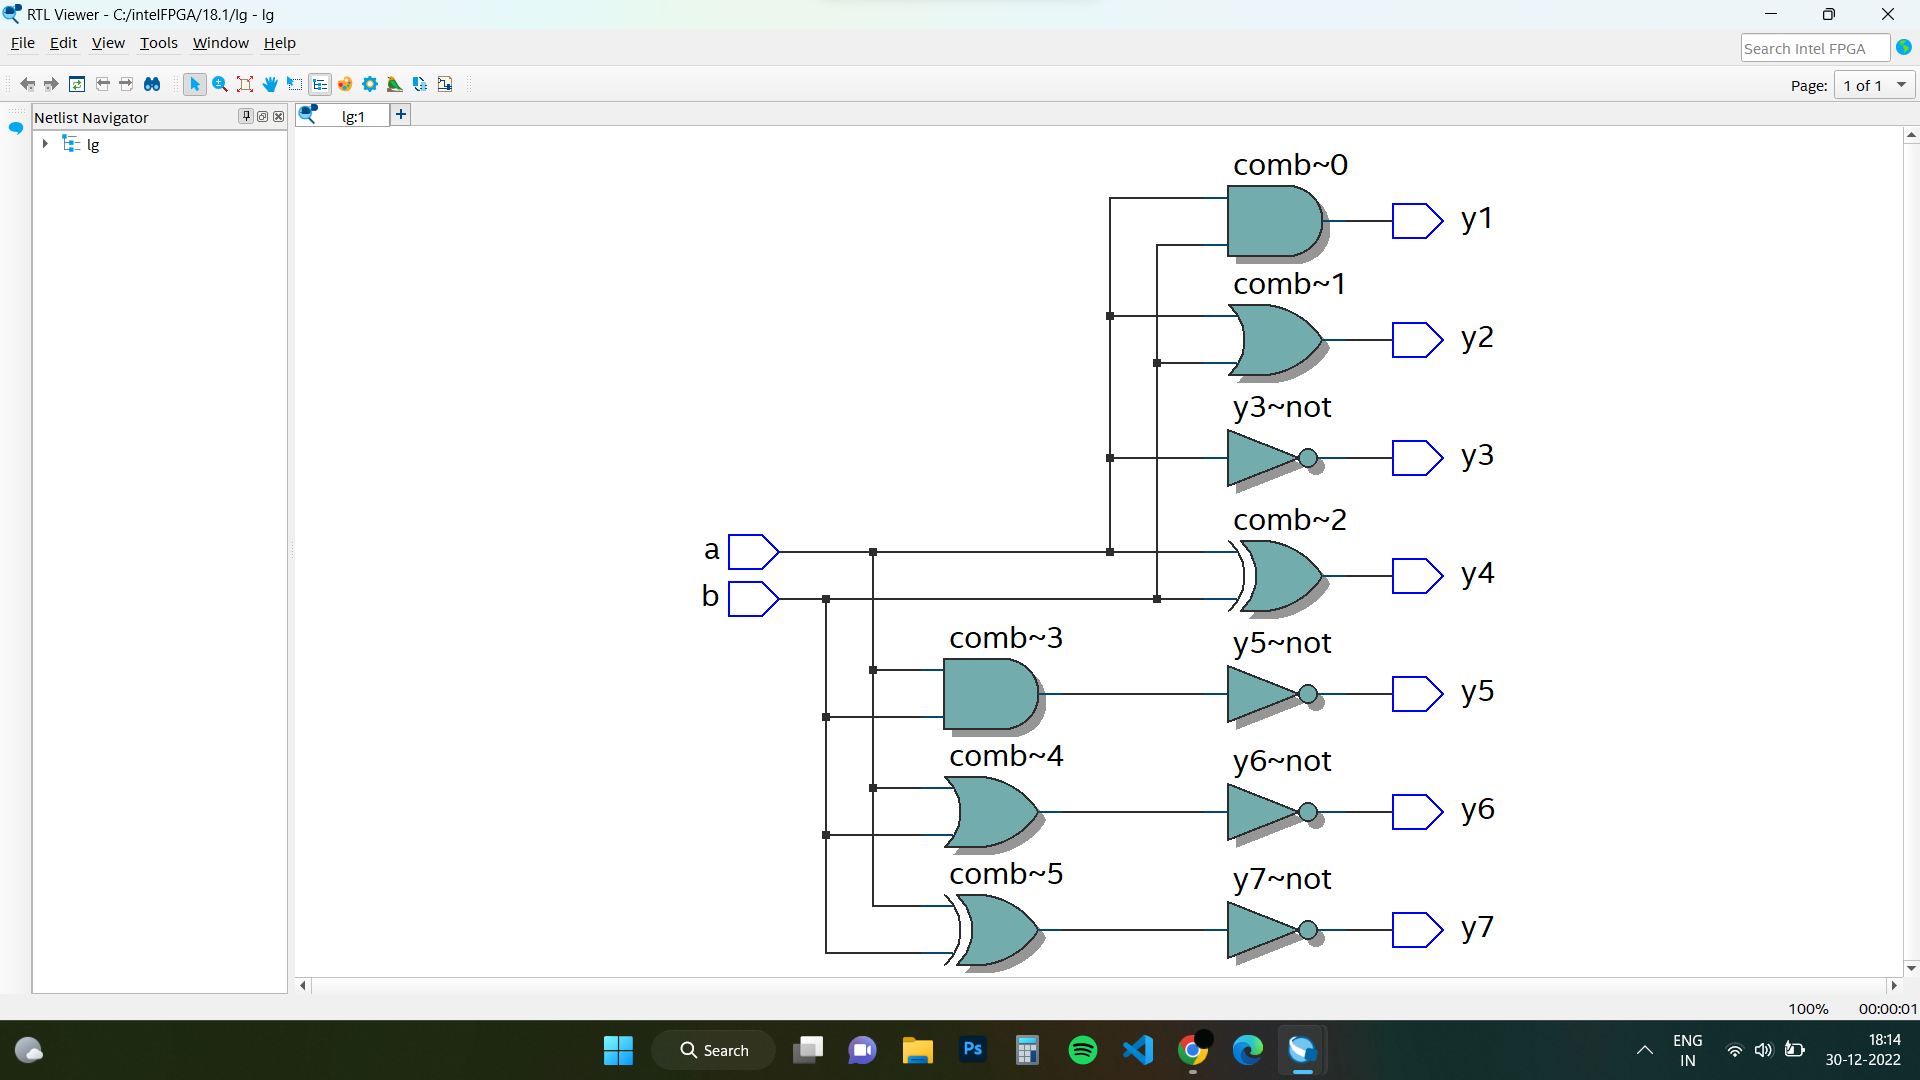 RTL Viewer - C:/intelFPGA/18.1/lg - lg
File Edit View Tools Window Help
Search Intel FPGA
Page: 1 of 1
Netlist Navigator
lg:1
+
lg
comb~0
y1
comb~1
y2
y3~not
y3
comb~2
a
y4
b
comb~3
y5~not
y5
comb~4
y6~not
y6
comb~5
y7~not
y7
100% 00:00:01
Search
Ps
ENG
IN
18:14
30-12-2022